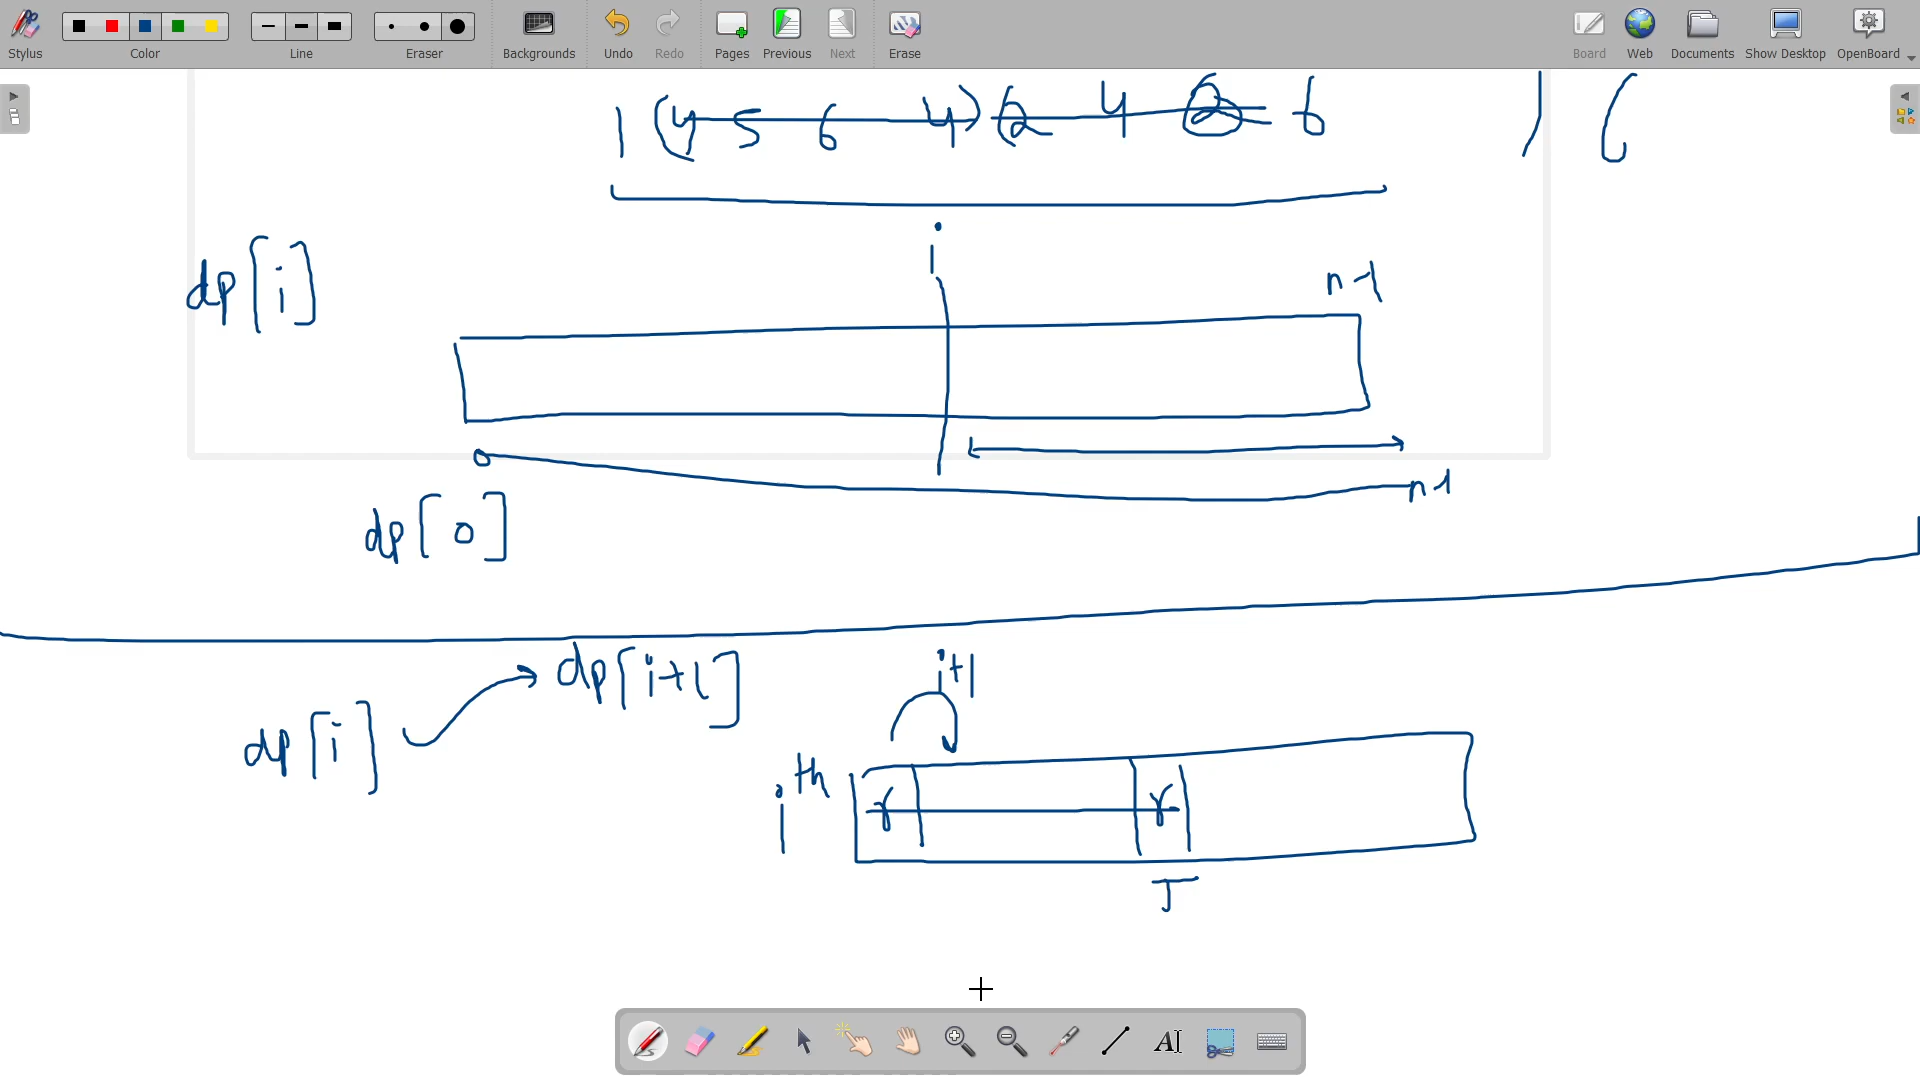 Stylus Color Line Eraser Backgrounds Undo Redo Pages Previous Next Erase Board Web Documents Show Desktop OpenBoard
1 (4 5 6 4) (2 4 2 6
i
n-1
dp[i]
0
n-1
dp[0]
dp[i+1]
i+1
dp[i]
ith
r r
J